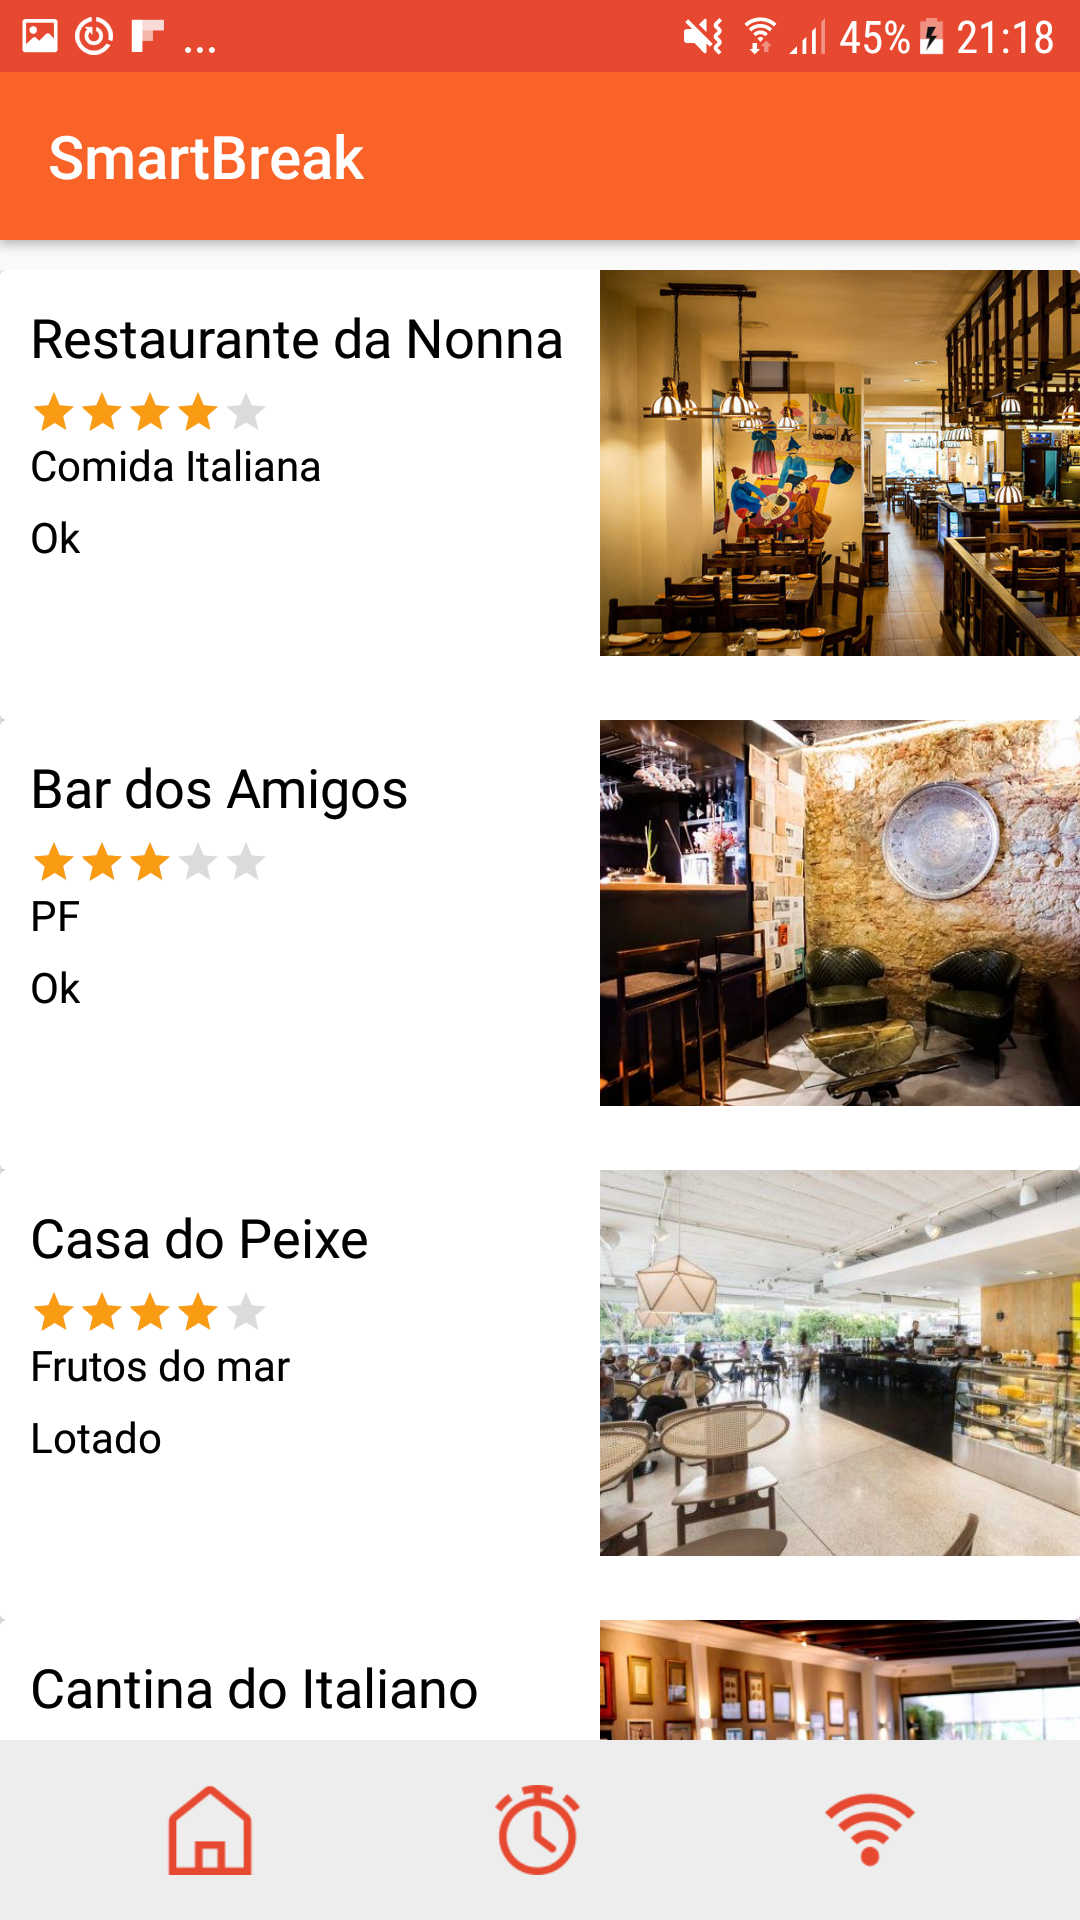 ... 45% 21:18
SmartBreak
Restaurante da Nonna
Comida Italiana
Ok
Bar dos Amigos
PF
Ok
Casa do Peixe
Frutos do mar
Lotado
Cantina do Italiano